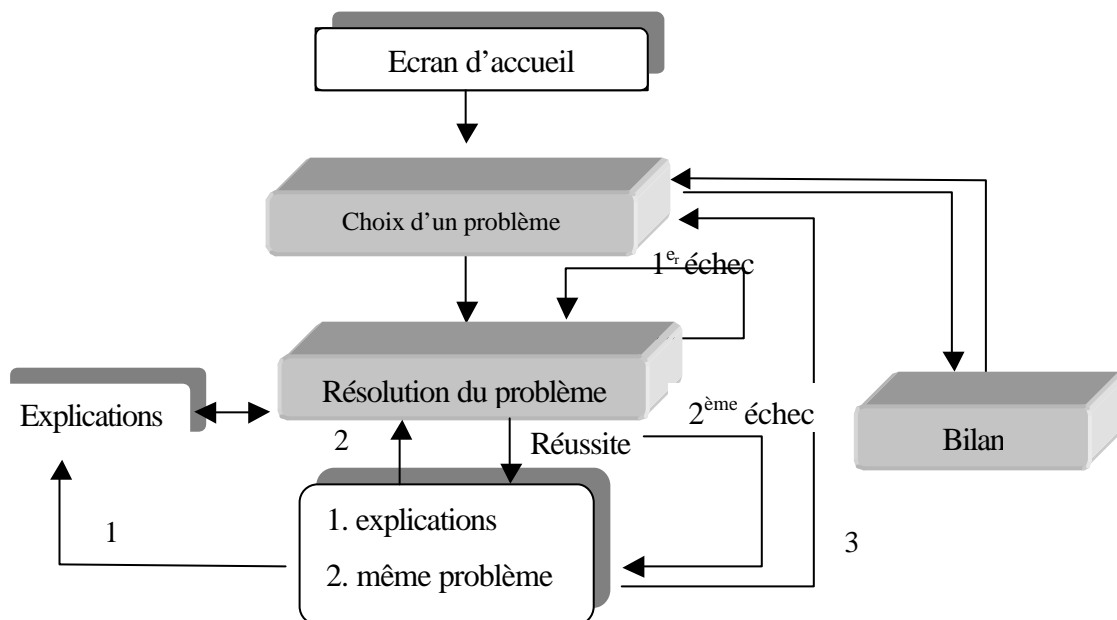 Ecran d’accueil
Choix d’un problème
1er échec
Résolution du problème
Explications
2ème échec
Bilan
2
Réussite
1. explications
1
3
2. même problème